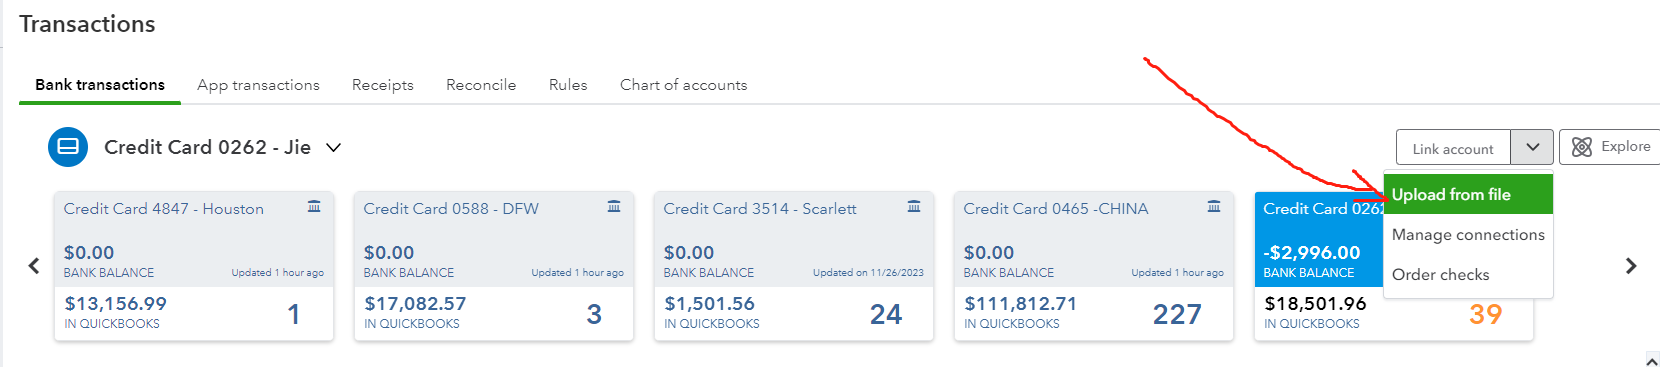 Transactions
Bank transactions App transactions Receipts Reconcile Rules Chart of accounts
Credit Card 0262 - Jie
Link account
Explore
Upload from file
Manage connections
Order checks
Credit Card 4847 - Houston
$0.00
BANK BALANCE Updated 1 hour ago
$13,156.99
IN QUICKBOOKS
1
Credit Card 0588 - DFW
$0.00
BANK BALANCE Updated 1 hour ago
$17,082.57
IN QUICKBOOKS
3
Credit Card 3514 - Scarlett
$0.00
BANK BALANCE Updated on 11/26/2023
$1,501.56
IN QUICKBOOKS
24
Credit Card 0465 -CHINA
$0.00
BANK BALANCE Updated 1 hour ago
$111,812.71
IN QUICKBOOKS
227
Credit Card 0262
-$2,996.00
BANK BALANCE
$18,501.96
IN QUICKBOOKS
39